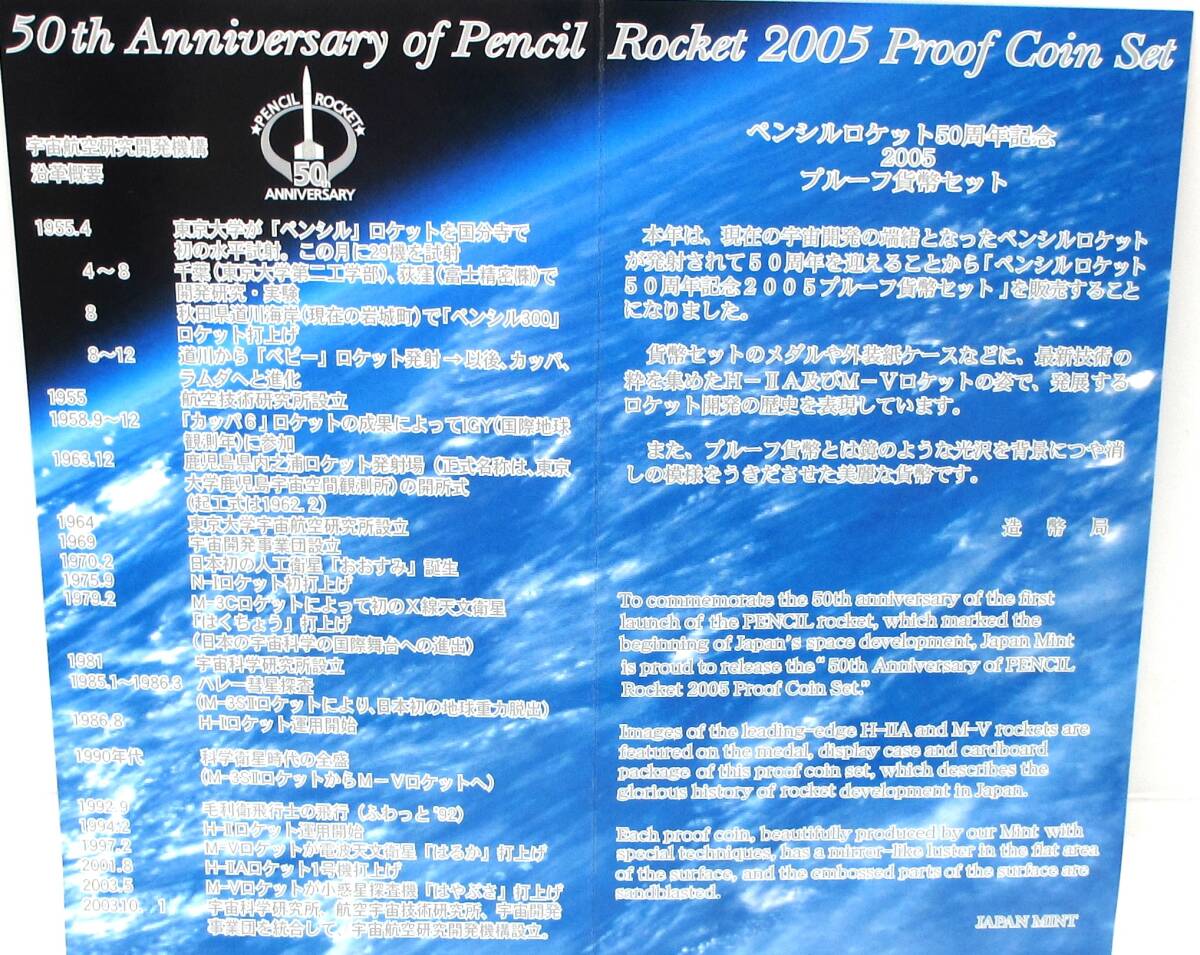 50th Anniversary of Pencil Rocket 2005 Proof Coin Set
★PENCIL ROCKET★
50th
ANNIVERSARY
宇宙航空研究開発機構
沿革概要
1955.4 東京大学が「ペンシル」ロケットを国分寺で
初の水平試射。この月に29機を試射
4〜8 千葉(東京大学第二工学部)、荻窪(富士精密㈱)で
開発研究・実験
8 秋田県道川海岸(現在の岩城町)で「ペンシル300」
ロケット打上げ
8〜12 道川から「ベビー」ロケット発射→以後、カッパ、
ラムダへと進化
1955 航空技術研究所設立
1958.9〜12 「カッパ6」ロケットの成果によってIGY(国際地球
観測年)に参加
1963.12 鹿児島県内之浦ロケット発射場(正式名称は、東京
大学鹿児島宇宙空間観測所)の開所式
(起工式は1962.2)
1964 東京大学宇宙航空研究所設立
1969 宇宙開発事業団設立
1970.2 日本初の人工衛星「おおすみ」誕生
1975.9 N-Iロケット初打上げ
1979.2 M-3Cロケットによって初のX線天文衛星
「はくちょう」打上げ
(日本の宇宙科学の国際舞台への進出)
1981 宇宙科学研究所設立
1985.1〜1986.3 ハレー彗星探査
(M-3SIIロケットにより、日本初の地球重力脱出)
1986.8 H-Iロケット運用開始
1990年代 科学衛星時代の全盛
(M-3SIIロケットからM-Vロケットへ)
1992.9 毛利衛飛行士の飛行(ふわっと'92)
1994.2 H-IIロケット運用開始
1997.2 M-Vロケットが電波天文衛星「はるか」打上げ
2001.8 H-IIAロケット1号機打上げ
2003.5 M-Vロケットが小惑星探査機「はやぶさ」打上げ
2003.10. 1 宇宙科学研究所、航空宇宙技術研究所、宇宙開発
事業団を統合して、宇宙航空研究開発機構設立。
ペンシルロケット50周年記念
2005
プルーフ貨幣セット
本年は、現在の宇宙開発の端緒となったペンシルロケット
が発射されて50周年を迎えることから「ペンシルロケット
50周年記念2005プルーフ貨幣セット」を販売すること
になりました。
貨幣セットのメダルや外装紙ケースなどに、最新技術の
粋を集めたH-IIA及びM-Vロケットの姿で、発展する
ロケット開発の歴史を表現しています。
また、プルーフ貨幣とは鏡のような光沢を背景につや消
しの模様をうきださせた美麗な貨幣です。
造幣局
To commemorate the 50th anniversary of the first
launch of the PENCIL rocket, which marked the
beginning of Japan's space development, Japan Mint
is proud to release the "50th Anniversary of PENCIL
Rocket 2005 Proof Coin Set."
Images of the leading-edge H-IIA and M-V rockets are
featured on the medal, display case and cardboard
package of this proof coin set, which describes the
glorious history of rocket development in Japan.
Each proof coin, beautifully produced by our Mint with
special techniques, has a mirror-like luster in the flat area
of the surface, and the embossed parts of the surface are
sandblasted.
JAPAN MINT